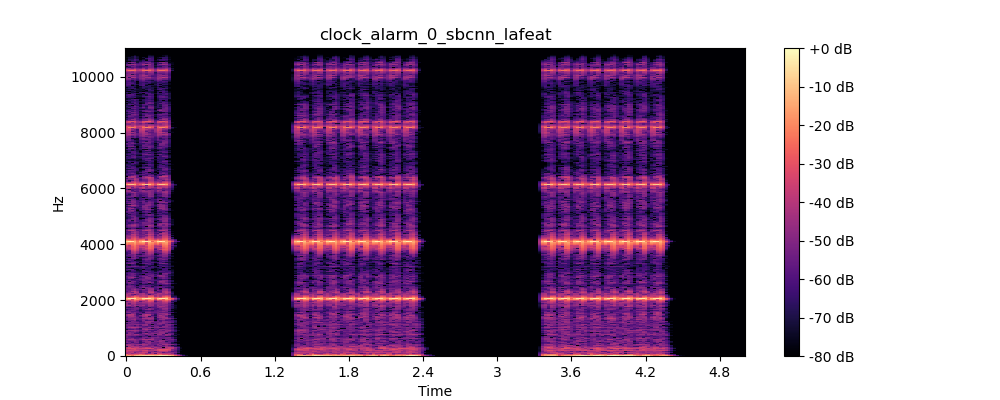 clock_alarm_0_sbcnn_lafeat
Hz
10000
8000
6000
4000
2000
0
0 0.6 1.2 1.8 2.4 3 3.6 4.2 4.8
Time
+0 dB
-10 dB
-20 dB
-30 dB
-40 dB
-50 dB
-60 dB
-70 dB
-80 dB